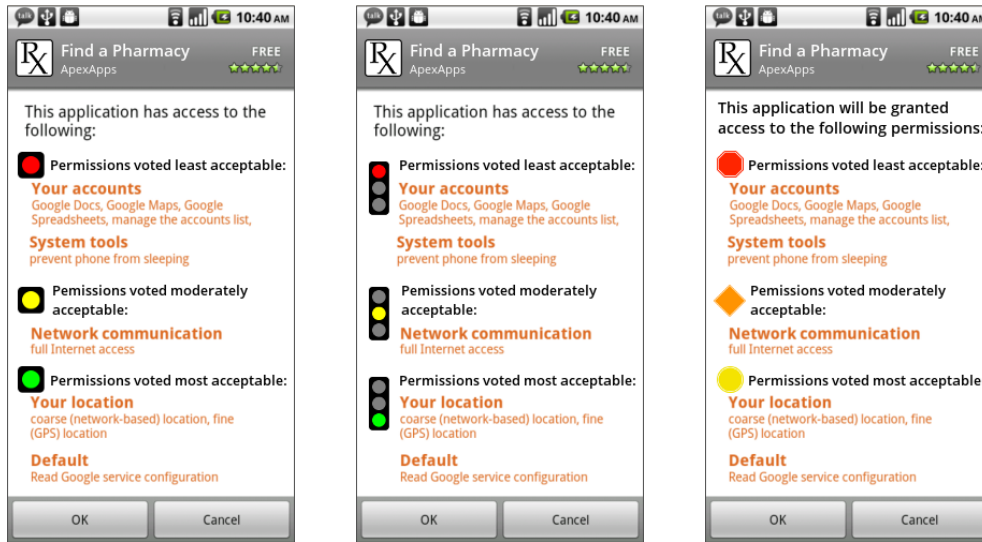 talk
10:40 AM
Find a Pharmacy FREE
ApexApps
This application has access to the
following:
Permissions voted least acceptable:
Your accounts
Google Docs, Google Maps, Google
Spreadsheets, manage the accounts list,
System tools
prevent phone from sleeping
Pemissions voted moderately
acceptable:
Network communication
full Internet access
Permissions voted most acceptable:
Your location
coarse (network-based) location, fine
(GPS) location
Default
Read Google service configuration
OK Cancel
talk
10:40 AM
Find a Pharmacy FREE
ApexApps
This application has access to the
following:
Permissions voted least acceptable:
Your accounts
Google Docs, Google Maps, Google
Spreadsheets, manage the accounts list,
System tools
prevent phone from sleeping
Pemissions voted moderately
acceptable:
Network communication
full Internet access
Permissions voted most acceptable:
Your location
coarse (network-based) location, fine
(GPS) location
Default
Read Google service configuration
OK Cancel
talk
10:40 AM
Find a Pharmacy FREE
ApexApps
This application will be granted
access to the following permissions:
Permissions voted least acceptable:
Your accounts
Google Docs, Google Maps, Google
Spreadsheets, manage the accounts list,
System tools
prevent phone from sleeping
Pemissions voted moderately
acceptable:
Network communication
full Internet access
Permissions voted most acceptable
Your location
coarse (network-based) location, fine
(GPS) location
Default
Read Google service configuration
OK Cancel